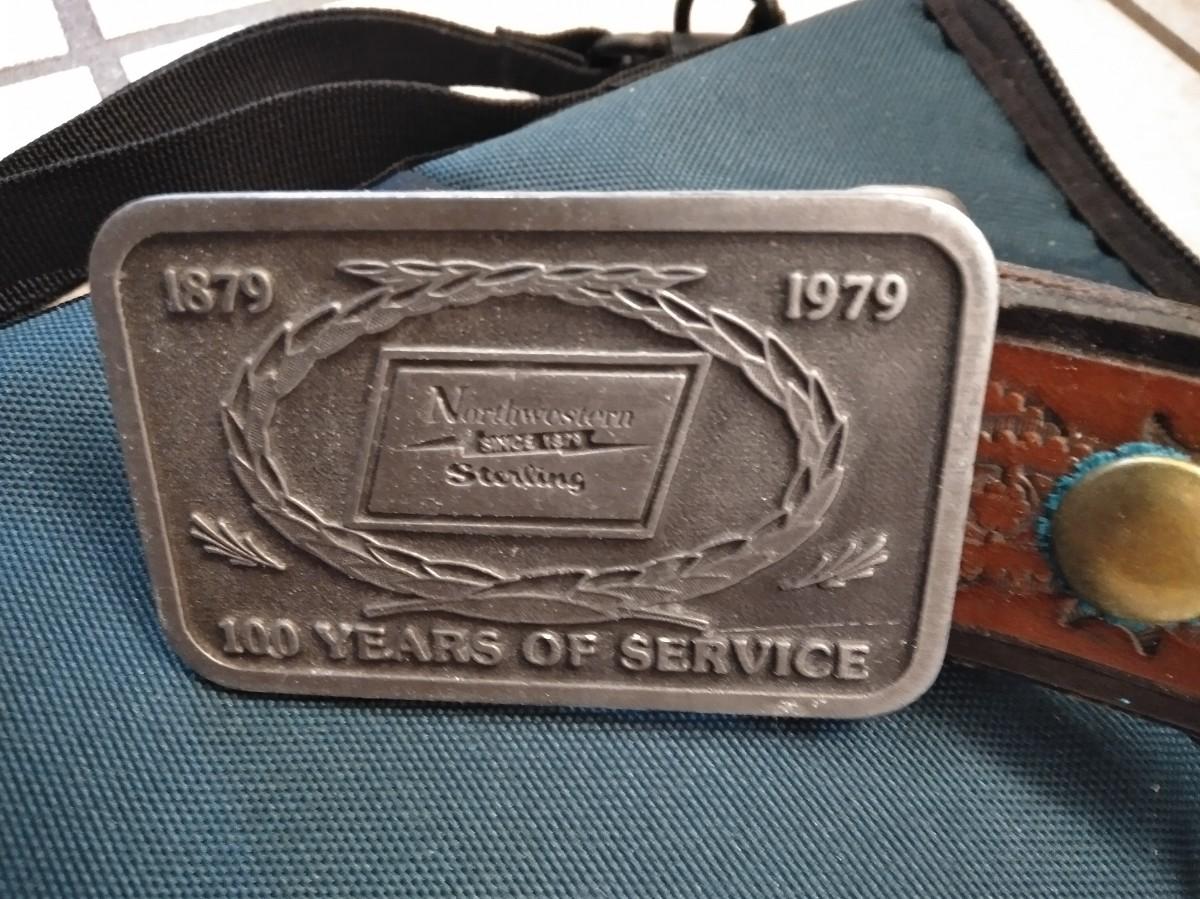 1879 1979
Northwestern
SINCE 1879
Sterling
100 YEARS OF SERVICE